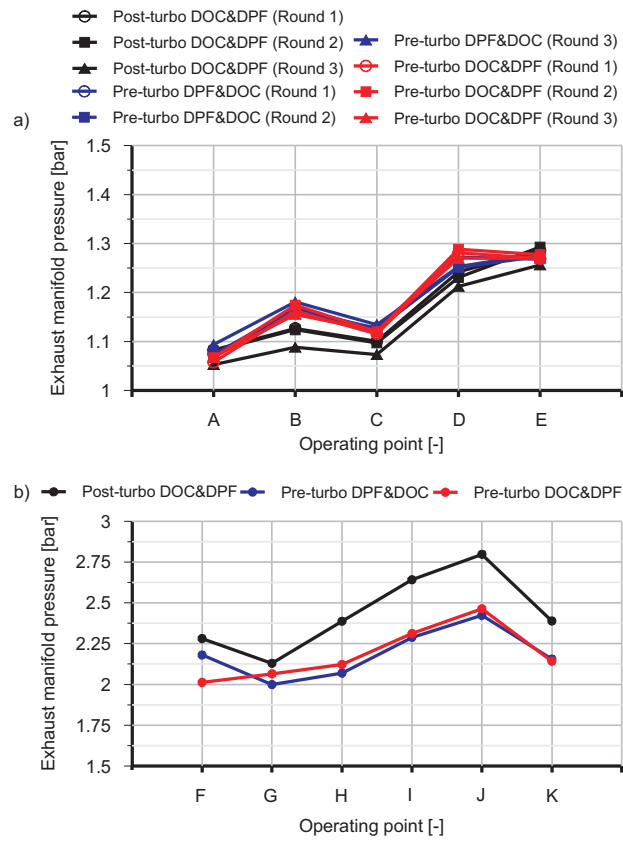 Post-turbo DOC&DPF (Round 1)
Post-turbo DOC&DPF (Round 2)
Post-turbo DOC&DPF (Round 3)
Pre-turbo DPF&DOC (Round 1)
Pre-turbo DPF&DOC (Round 2)
Pre-turbo DPF&DOC (Round 3)
Pre-turbo DOC&DPF (Round 1)
Pre-turbo DOC&DPF (Round 2)
Pre-turbo DOC&DPF (Round 3)
a)
Exhaust manifold pressure [bar]
1.5
1.4
1.3
1.2
1.1
1
A B C D E
Operating point [-]
b)
Post-turbo DOC&DPF Pre-turbo DPF&DOC Pre-turbo DOC&DPF
Exhaust manifold pressure [bar]
3
2.75
2.5
2.25
2
1.75
1.5
F G H I J K
Operating point [-]